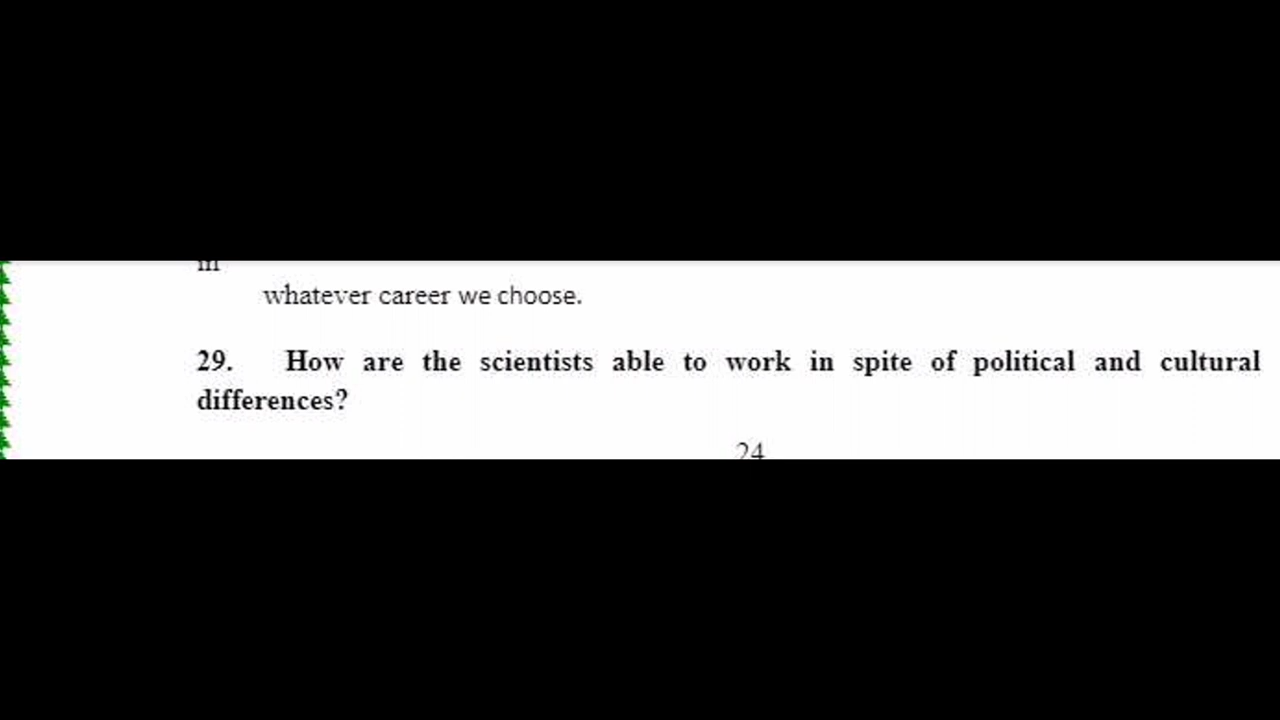 m
whatever career we choose.
29. How are the scientists able to work in spite of political and cultural
differences?
24